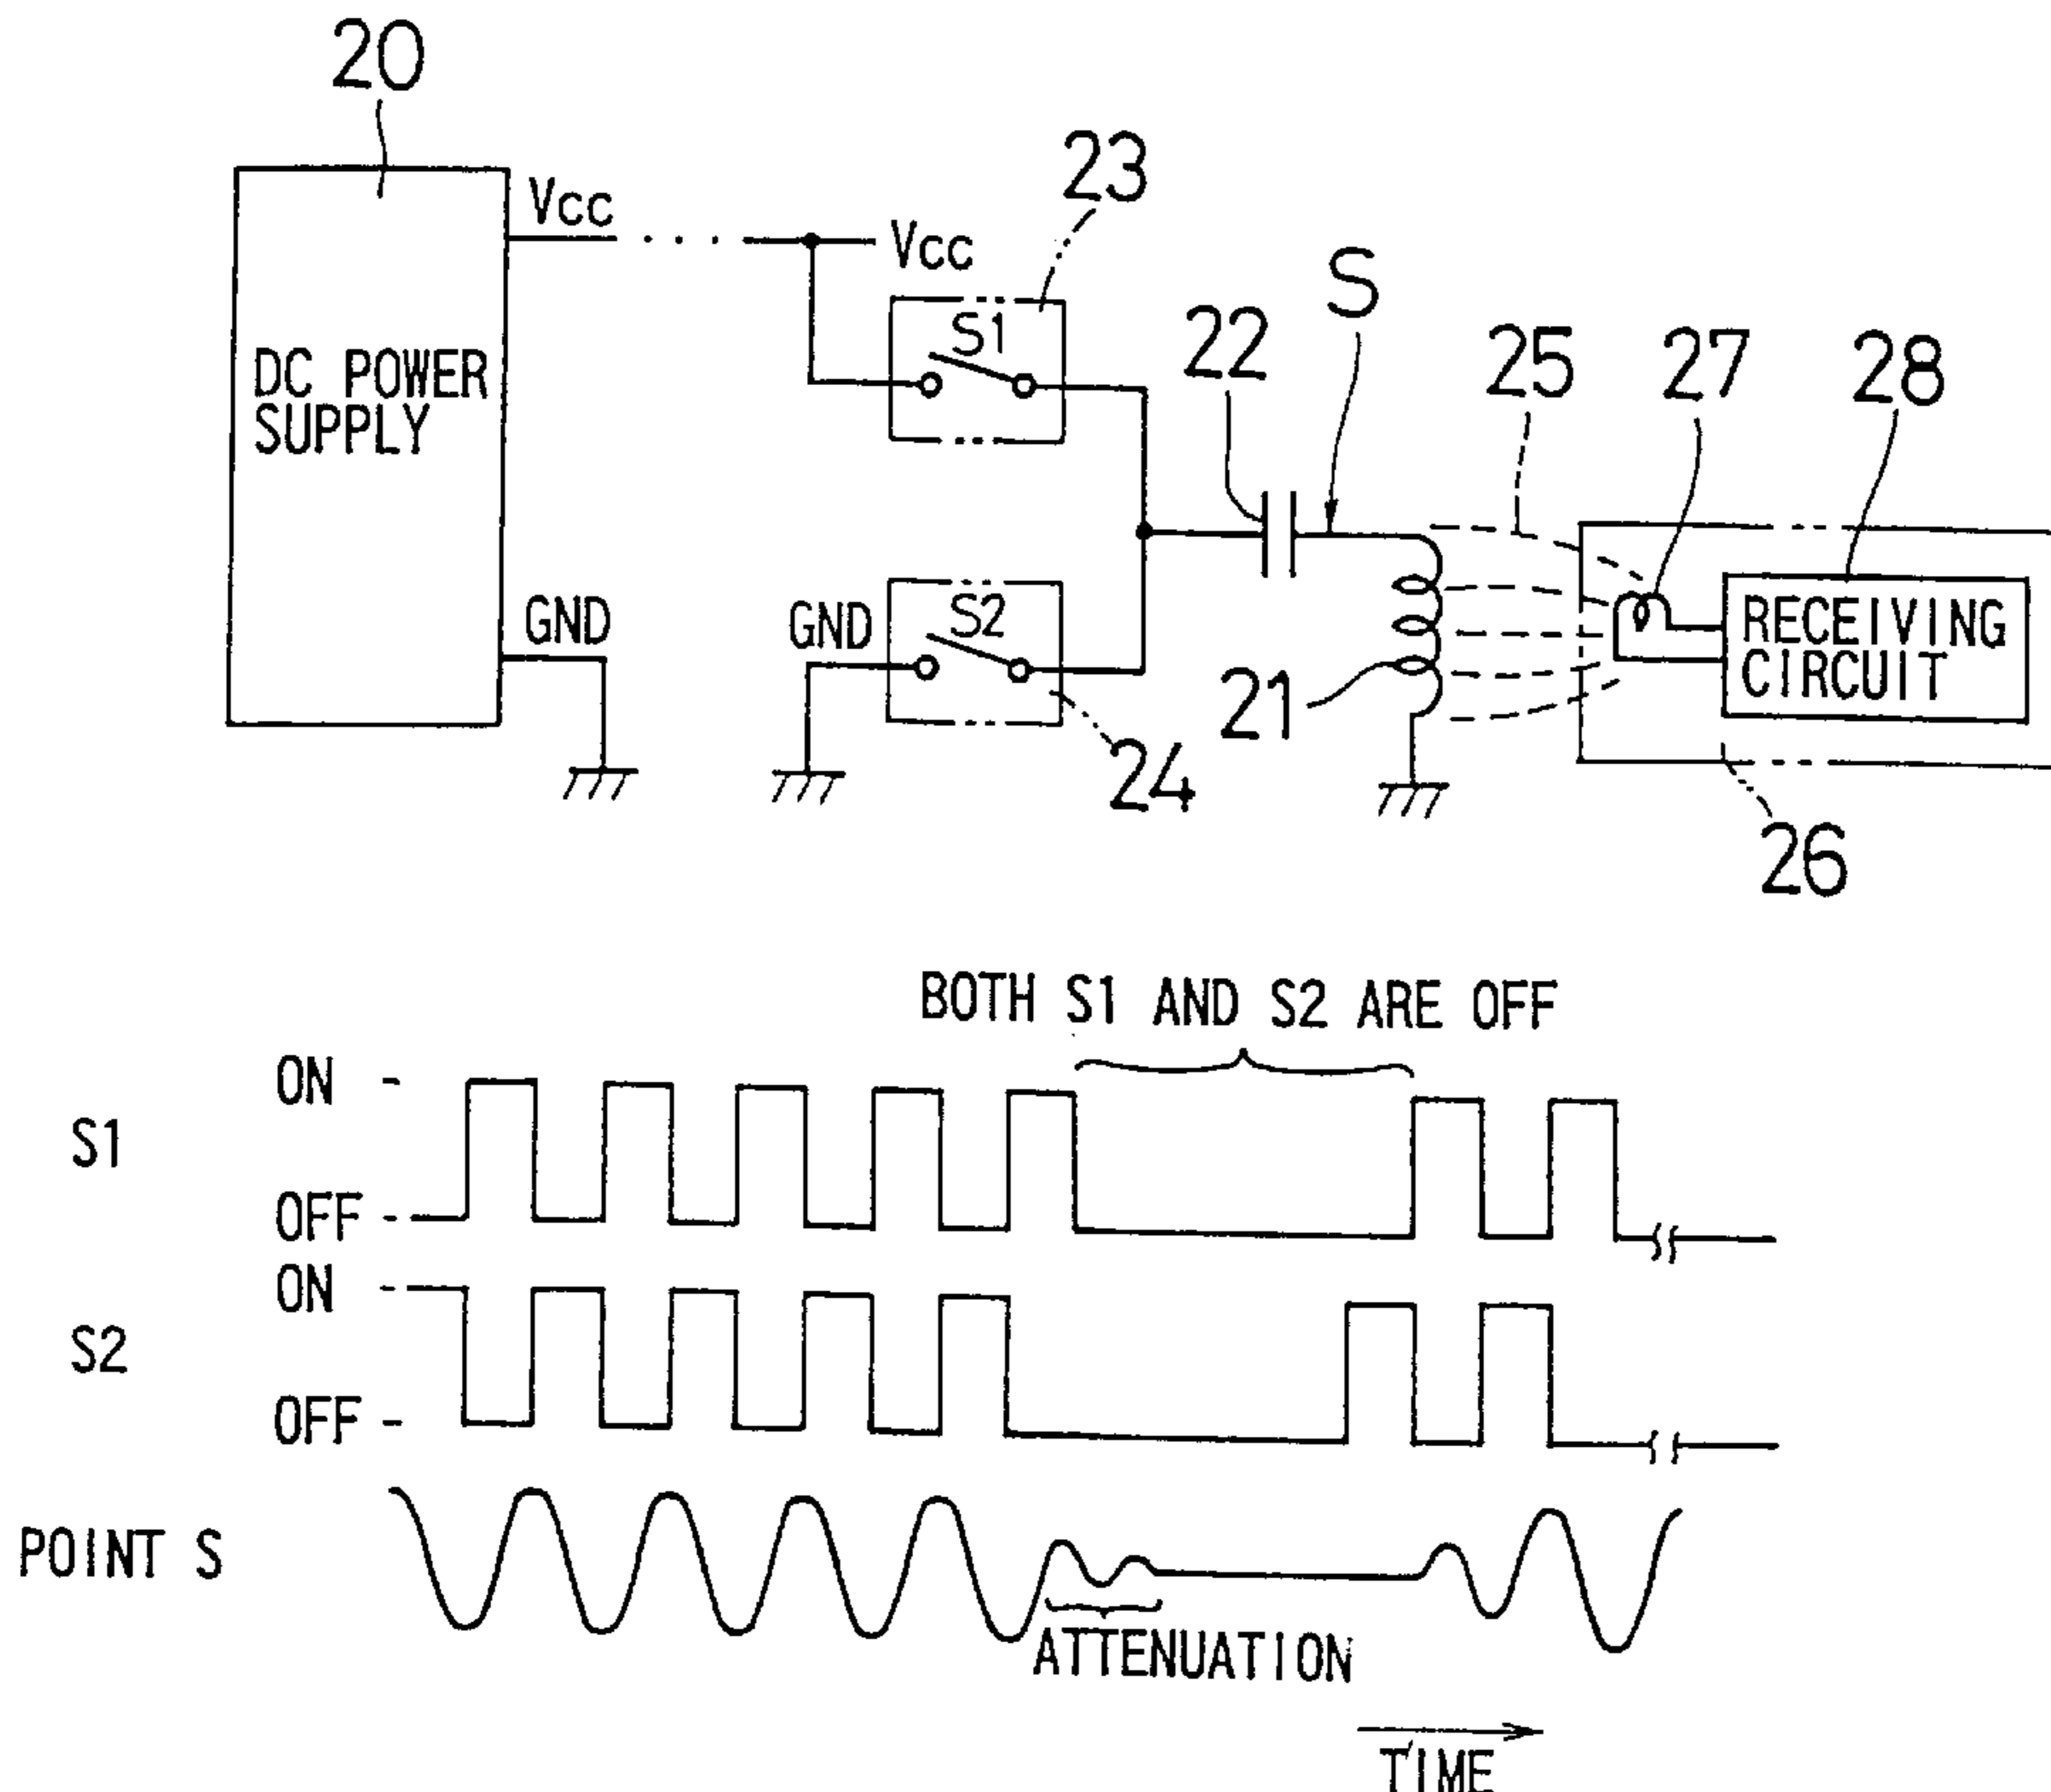 20
23
Vcc
Vcc
S
DC POWER
SUPPLY
S1
22
25
27
28
GND
GND
S2
21
RECEIVING
CIRCUIT
24
26
BOTH S1 AND S2 ARE OFF
S1
ON
OFF
S2
ON
OFF
POINT S
ATTENUATION
TIME